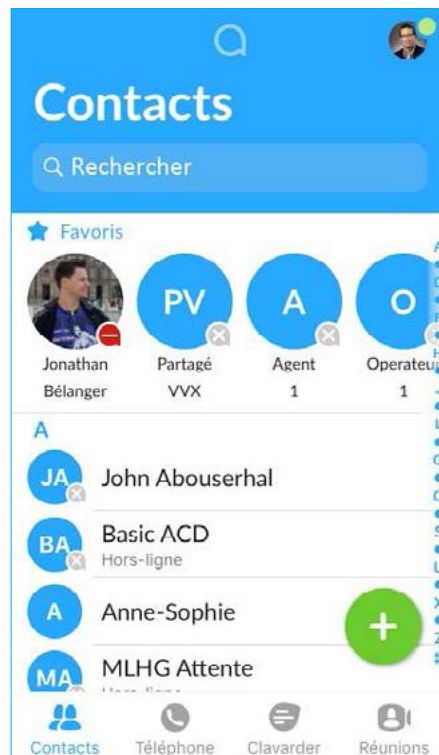 Contacts
Rechercher
Favoris
PV
A
O
Jonathan Bélanger
Partagé VVX
Agent 1
Operateur 1
A
JA
John Abouserhal
BA
Basic ACD
Hors-ligne
A
Anne-Sophie
+
MA
MLHG Attente
Contacts
Téléphone
Clavarder
Réunions